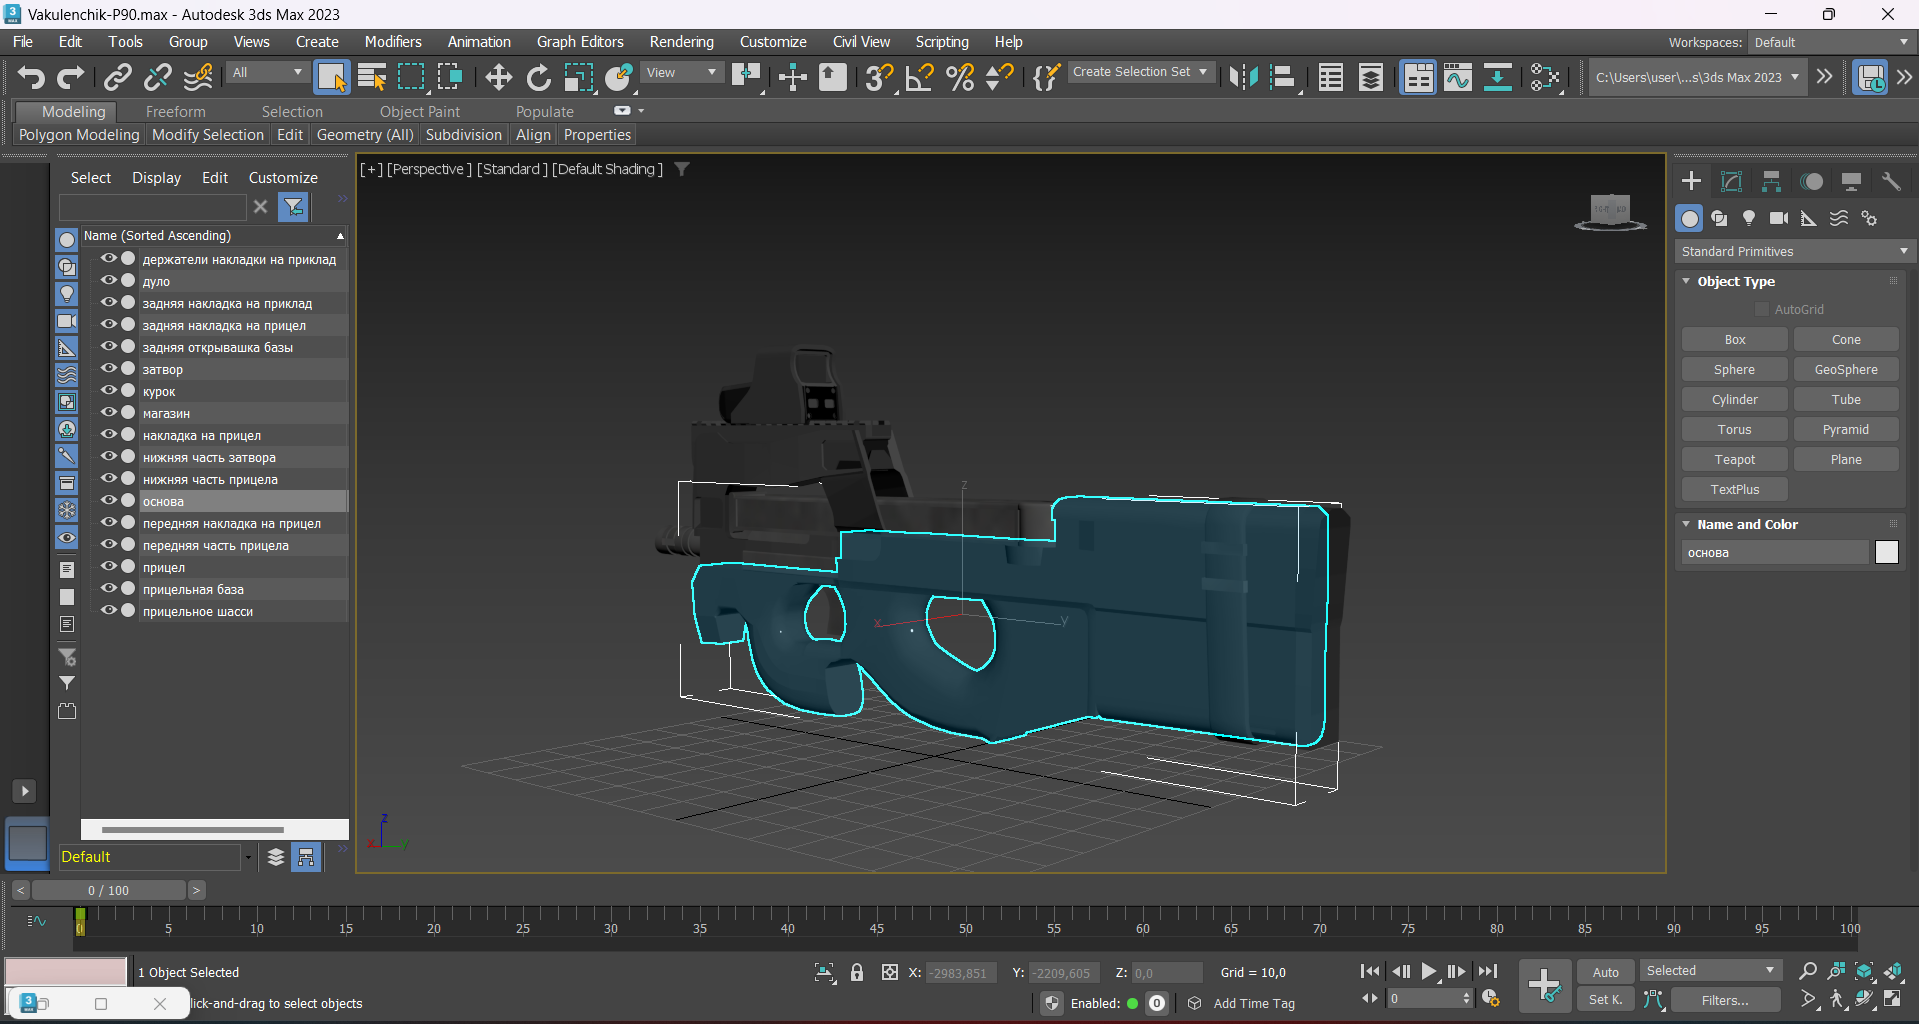 Vakulenchik-P90.max - Autodesk 3ds Max 2023
File Edit Tools Group Views Create Modifiers Animation Graph Editors Rendering Customize Civil View Scripting Help
Workspaces: Default
All
View
Create Selection Set
C:\Users\user\...s\3ds Max 2023
Modeling Freeform Selection Object Paint Populate
Polygon Modeling Modify Selection Edit Geometry (All) Subdivision Align Properties
Select Display Edit Customize
Name (Sorted Ascending)
держатели накладки на приклад
дуло
задняя накладка на приклад
задняя накладка на прицел
задняя открывашка базы
затвор
курок
магазин
накладка на прицел
нижняя часть затвора
нижняя часть прицела
основа
передняя накладка на прицел
передняя часть прицела
прицел
прицельная база
прицельное шасси
Default
[+] [Perspective ] [Standard ] [Default Shading ]
z
x
y
z
x
y
Standard Primitives
Object Type
AutoGrid
Box Cone
Sphere GeoSphere
Cylinder Tube
Torus Pyramid
Teapot Plane
TextPlus
Name and Color
основа
< 0 / 100 >
0 5 10 15 20 25 30 35 40 45 50 55 60 65 70 75 80 85 90 95 100
1 Object Selected
X: -2983,851 Y: -2209,605 Z: 0,0 Grid = 10,0
Auto Selected
lick-and-drag to select objects
Enabled: 0 Add Time Tag
0
Set K. Filters...